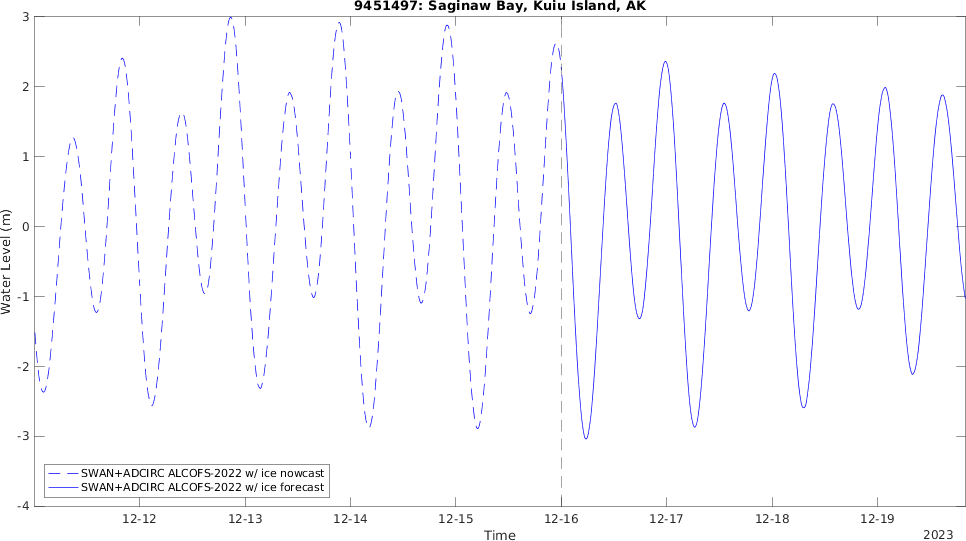 9451497: Saginaw Bay, Kuiu Island, AK
Water Level (m)
3
2
1
0
-1
-2
-3
-4
SWAN+ADCIRC ALCOFS-2022 w/ ice nowcast
SWAN+ADCIRC ALCOFS-2022 w/ ice forecast
12-12 12-13 12-14 12-15 12-16 12-17 12-18 12-19
Time
2023